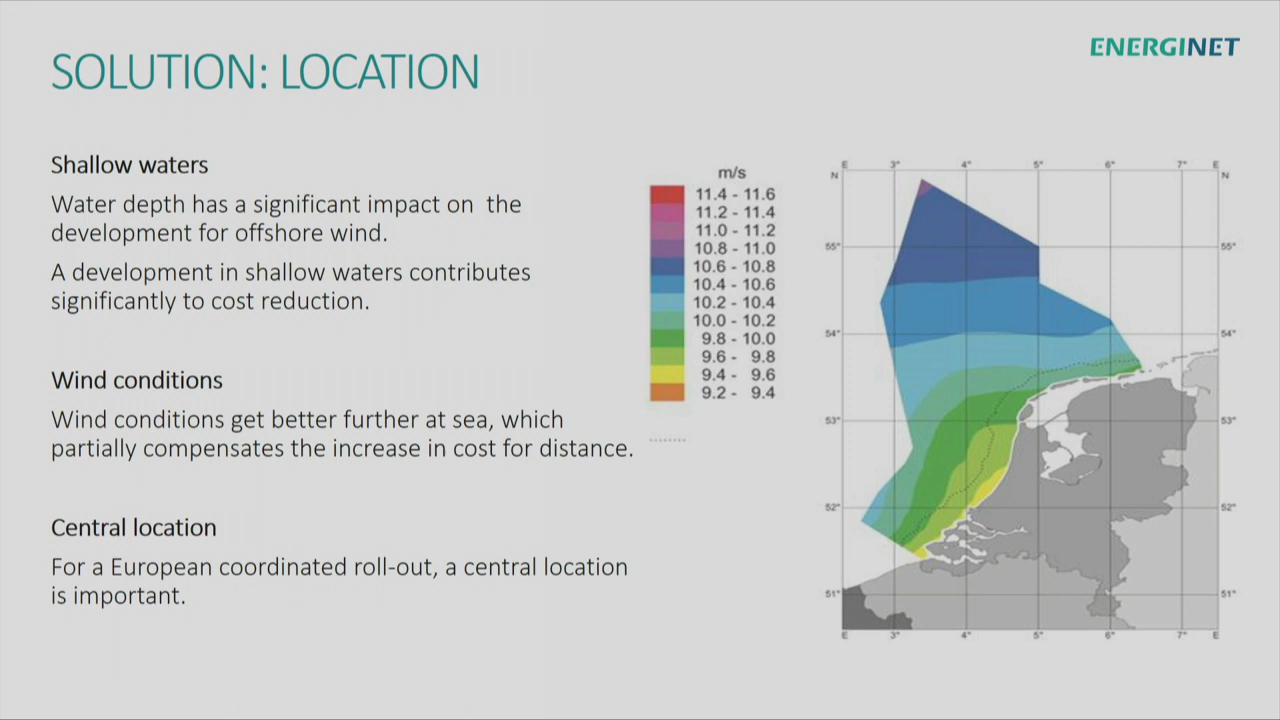 ENERGINET
SOLUTION: LOCATION
Shallow waters
Water depth has a significant impact on the
development for offshore wind.
A development in shallow waters contributes
significantly to cost reduction.
Wind conditions
Wind conditions get better further at sea, which
partially compensates the increase in cost for distance.
Central location
For a European coordinated roll-out, a central location
is important.
m/s
11.4 - 11.6
11.2 - 11.4
11.0 - 11.2
10.8 - 11.0
10.6 - 10.8
10.4 - 10.6
10.2 - 10.4
10.0 - 10.2
9.8 - 10.0
9.6 - 9.8
9.4 - 9.6
9.2 - 9.4
E 3° 4° 5° 6° 7° E
N N
55° 55°
54° 54°
53° 53°
52° 52°
51° 51°
E 3° 4° 5° 6° 7° E